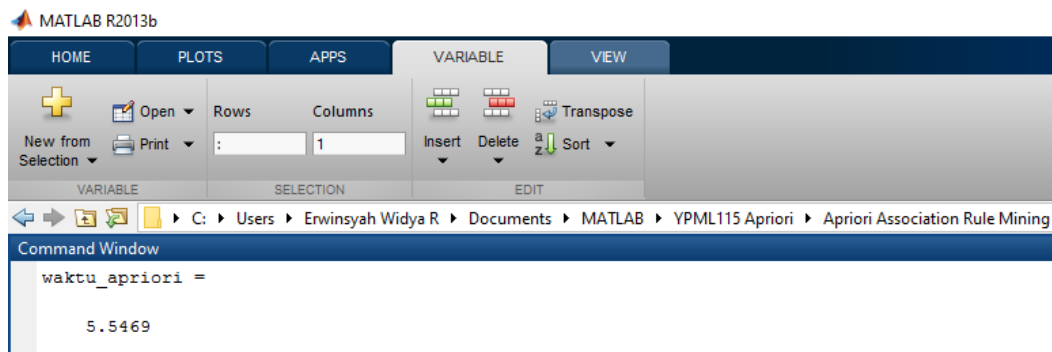 MATLAB R2013b
HOME PLOTS APPS VARIABLE VIEW
New from Selection
Open
Print
Rows Columns
: 1
Insert Delete
Transpose
Sort
VARIABLE SELECTION EDIT
C: Users Erwinsyah Widya R Documents MATLAB YPML115 Apriori Apriori Association Rule Mining
Command Window
waktu_apriori =
5.5469